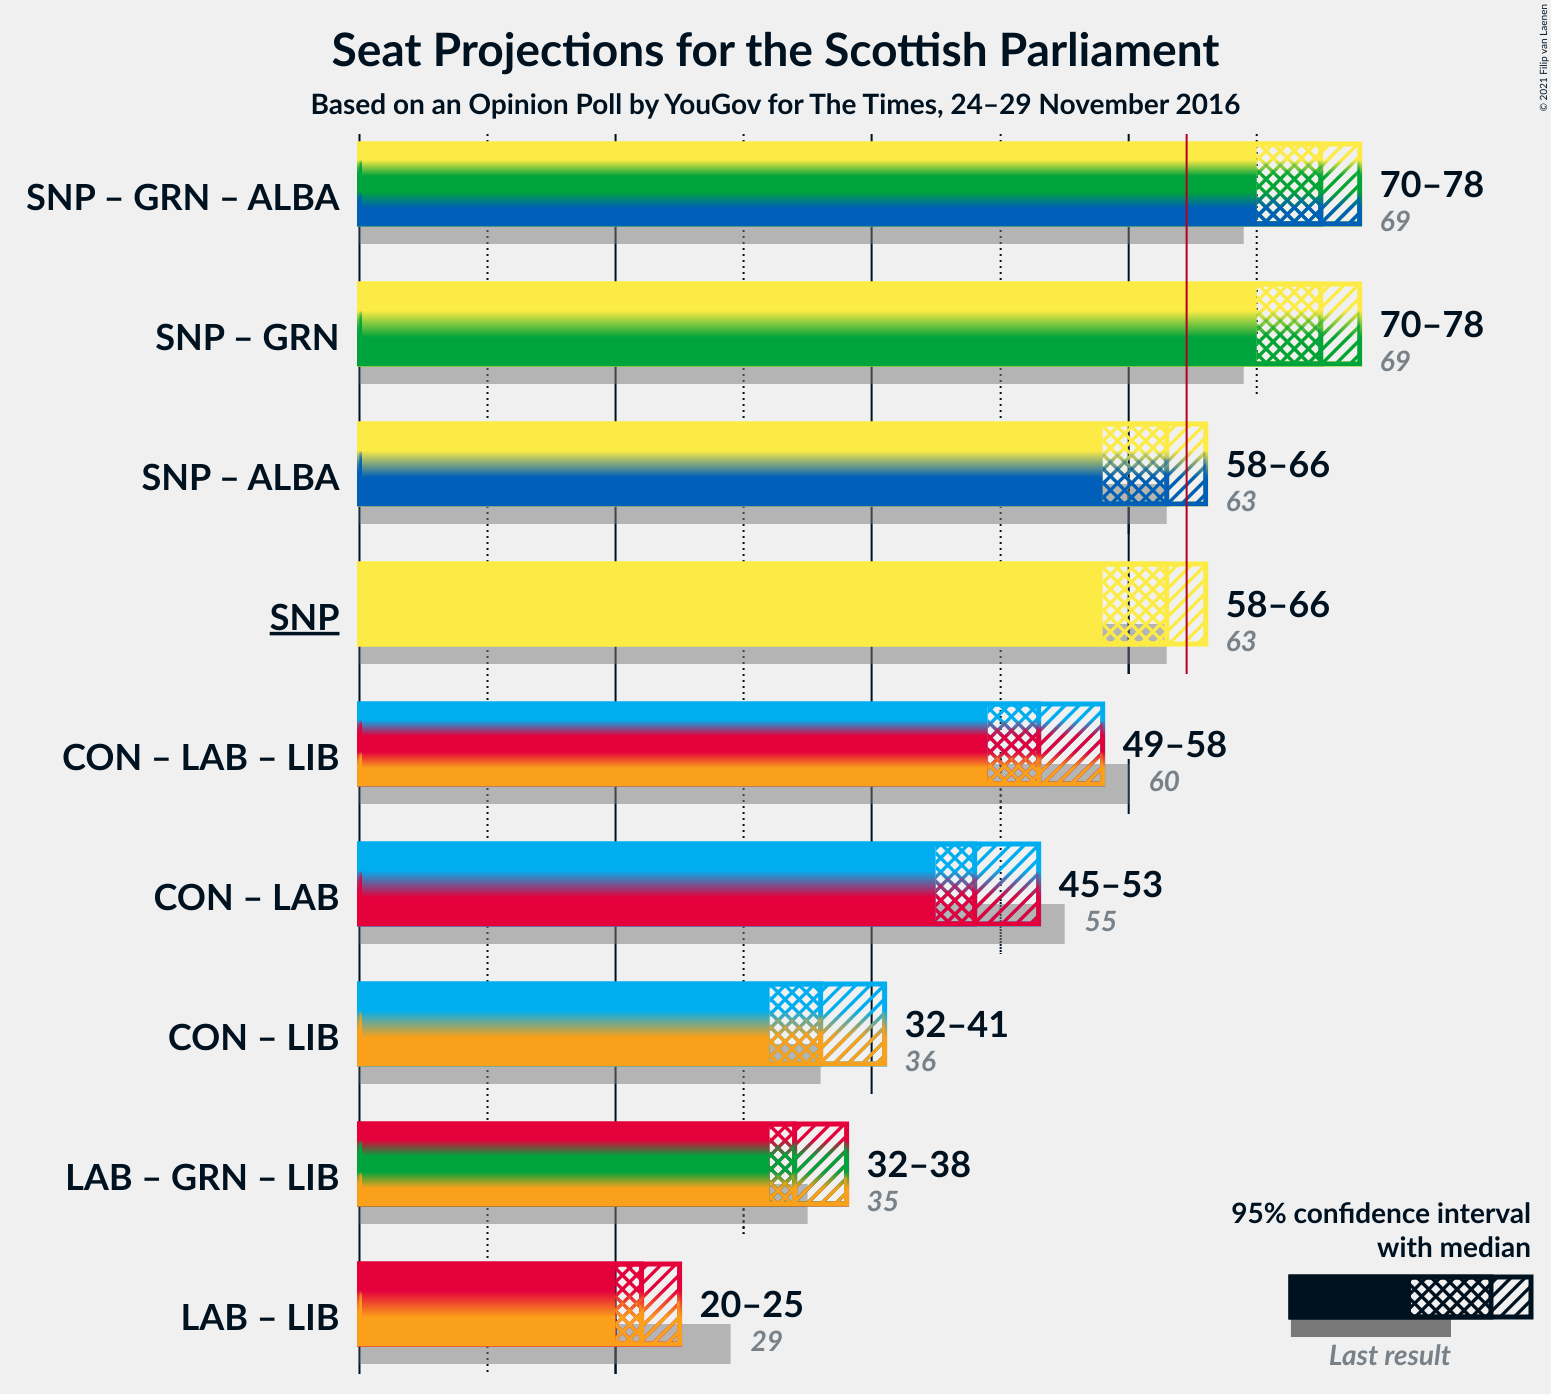 Seat Projections for the Scottish Parliament
Based on an Opinion Poll by YouGov for The Times, 24–29 November 2016
© 2021 Filip van Laenen
SNP – GRN – ALBA
70–78
69
SNP – GRN
70–78
69
SNP – ALBA
58–66
63
SNP
58–66
63
CON – LAB – LIB
49–58
60
CON – LAB
45–53
55
CON – LIB
32–41
36
LAB – GRN – LIB
32–38
35
LAB – LIB
20–25
29
95% confidence interval
with median
Last result